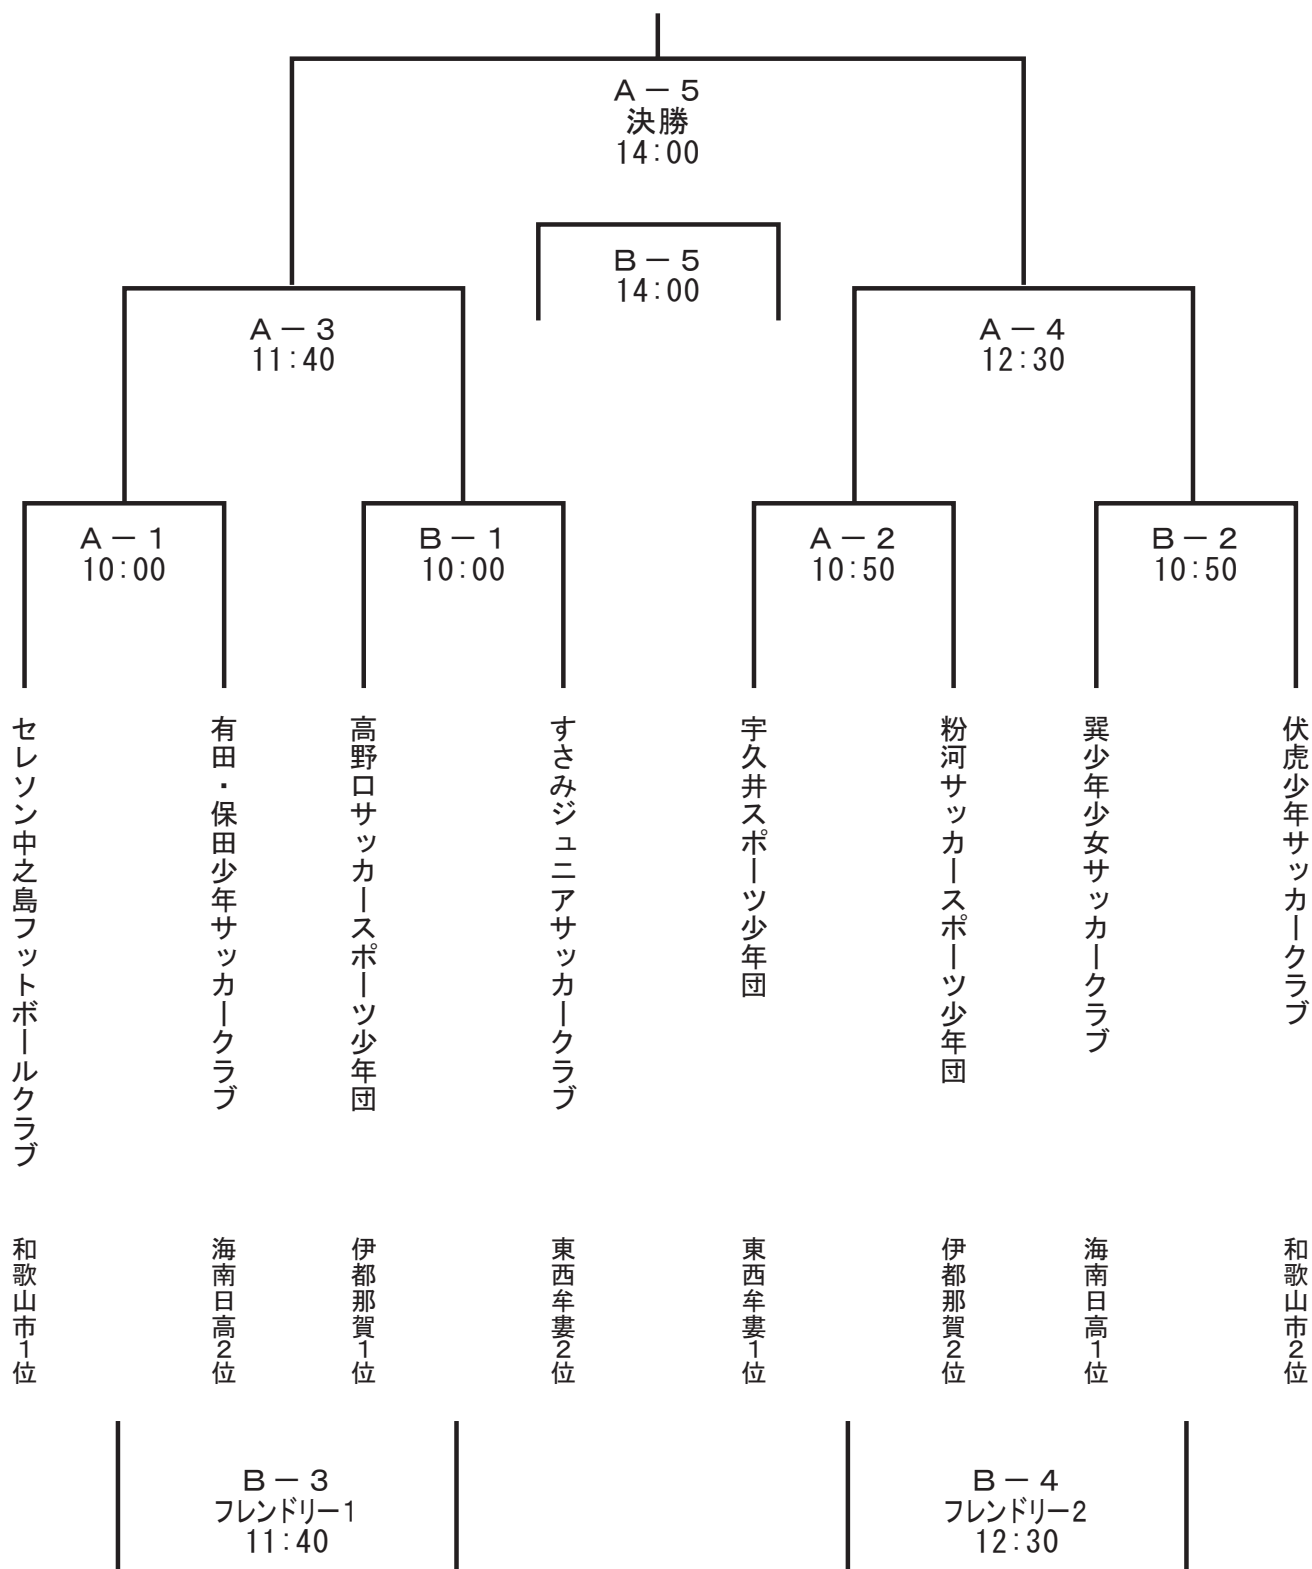 A－5
決勝
14:00
B－5
14:00
A－3
11:40
A－4
12:30
A－1
10:00
B－1
10:00
A－2
10:50
B－2
10:50
セレソン中之島フットボールクラブ
有田・保田少年サッカークラブ
高野口サッカースポーツ少年団
すさみジュニアサッカークラブ
宇久井スポーツ少年団
粉河サッカースポーツ少年団
巽少年少女サッカークラブ
伏虎少年サッカークラブ
和歌山市1位
海南日高2位
伊都那賀1位
東西牟婁2位
東西牟婁1位
伊都那賀2位
海南日高1位
和歌山市2位
B－3
フレンドリー1
11:40
B－4
フレンドリー2
12:30